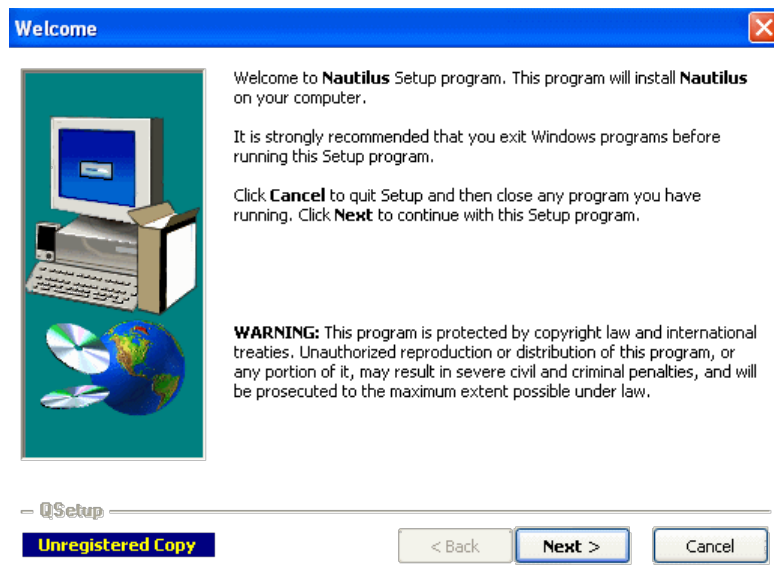 Welcome
Welcome to Nautilus Setup program. This program will install Nautilus
on your computer.
It is strongly recommended that you exit Windows programs before
running this Setup program.
Click Cancel to quit Setup and then close any program you have
running. Click Next to continue with this Setup program.
WARNING: This program is protected by copyright law and international
treaties. Unauthorized reproduction or distribution of this program, or
any portion of it, may result in severe civil and criminal penalties, and will
be prosecuted to the maximum extent possible under law.
QSetup
Unregistered Copy
< Back
Next >
Cancel